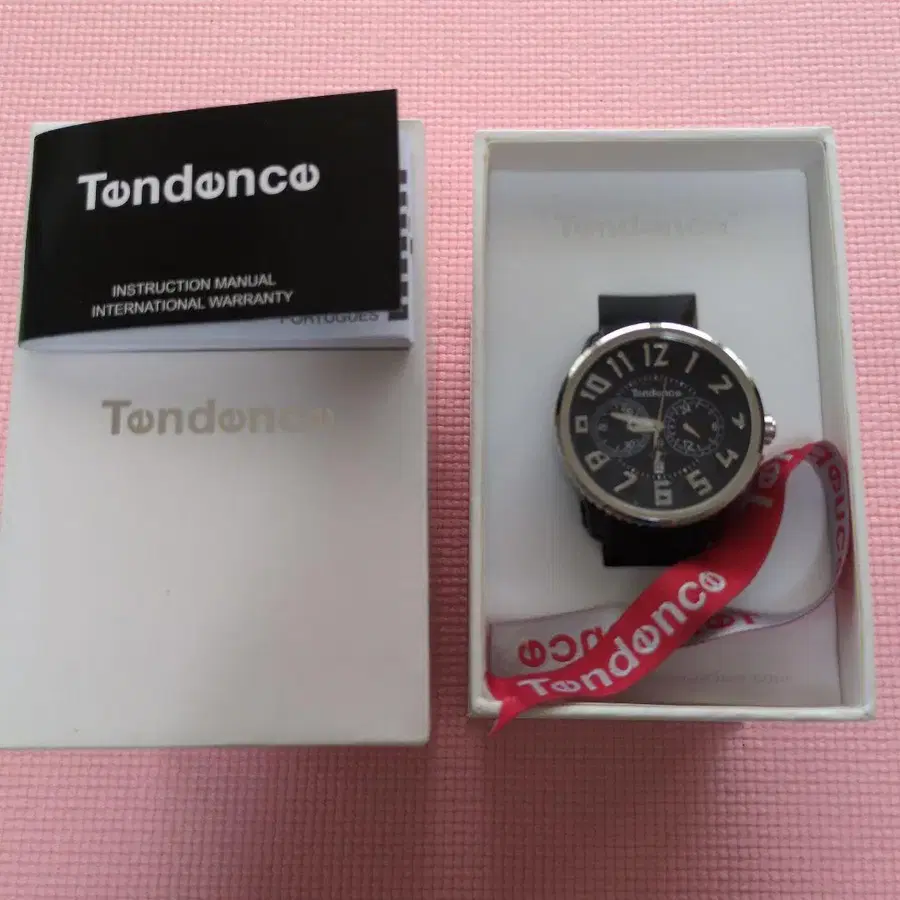 Tendence
INSTRUCTION MANUAL
INTERNATIONAL WARRANTY
PORTUGUES
Tendence
Tendence
12
1
2
4
5
6
7
8
10
11
Tendence
Tendence